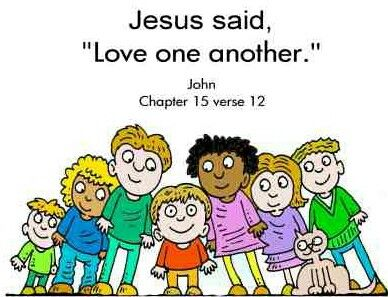 Jesus said,
"Love one another."
John
Chapter 15 verse 12